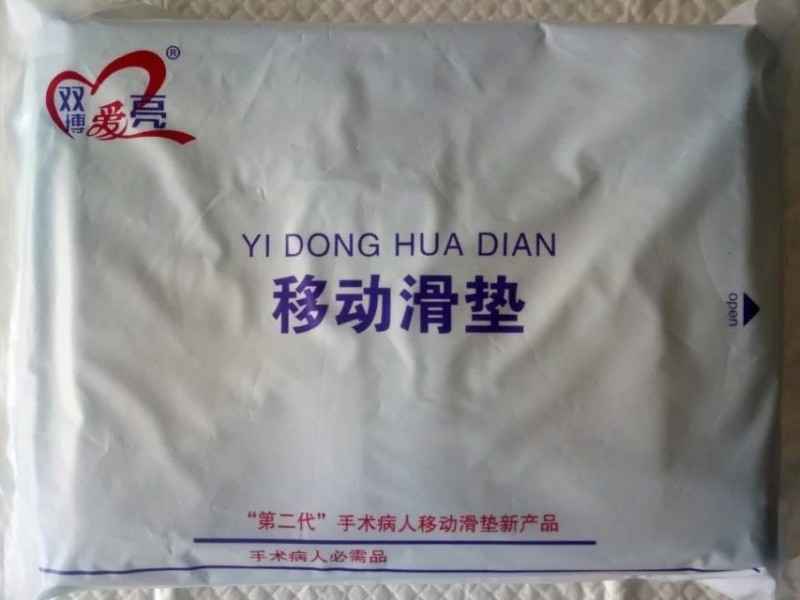 双博爱亮®
YI DONG HUA DIAN
移动滑垫
open
“第二代”手术病人移动滑垫新产品
手术病人必需品